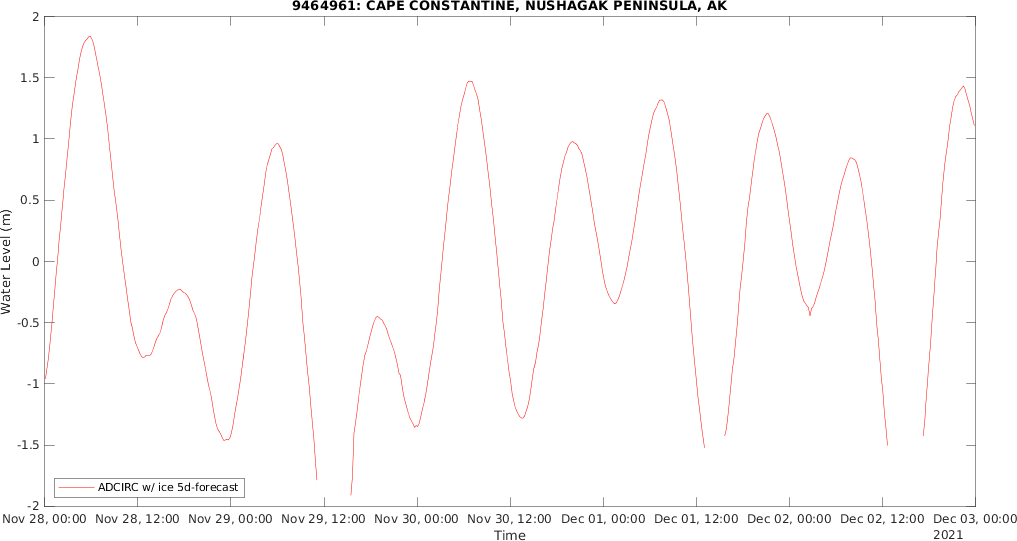 9464961: CAPE CONSTANTINE, NUSHAGAK PENINSULA, AK
2
1.5
1
0.5
0
-0.5
-1
-1.5
-2
Water Level (m)
ADCIRC w/ ice 5d-forecast
Nov 28, 00:00 Nov 28, 12:00 Nov 29, 00:00 Nov 29, 12:00 Nov 30, 00:00 Nov 30, 12:00 Dec 01, 00:00 Dec 01, 12:00 Dec 02, 00:00 Dec 02, 12:00 Dec 03, 00:00
Time
2021